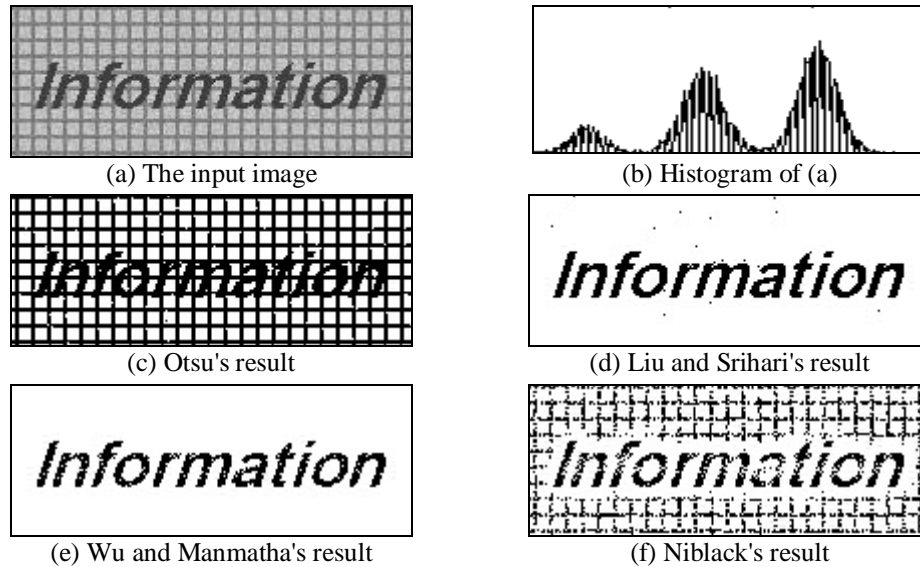 Information
(a) The input image
(b) Histogram of (a)
Information
(c) Otsu's result
Information
(d) Liu and Srihari's result
Information
(e) Wu and Manmatha's result
Information
(f) Niblack's result